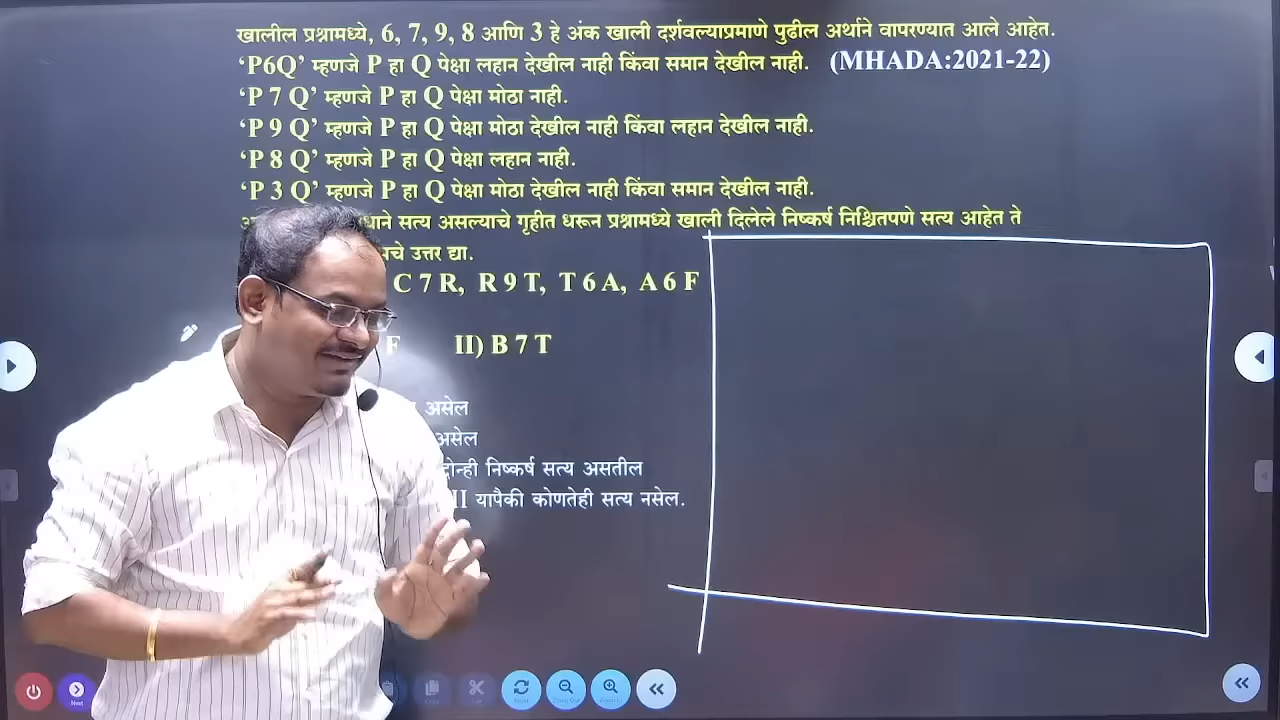 खालील प्रश्नामध्ये, 6, 7, 9, 8 आणि 3 हे अंक खाली दर्शवल्याप्रमाणे पुढील अर्थाने वापरण्यात आले आहेत.
‘P6Q’ म्हणजे P हा Q पेक्षा लहान देखील नाही किंवा समान देखील नाही. (MHADA:2021-22)
‘P 7 Q’ म्हणजे P हा Q पेक्षा मोठा नाही.
‘P 9 Q’ म्हणजे P हा Q पेक्षा मोठा देखील नाही किंवा लहान देखील नाही.
‘P 8 Q’ म्हणजे P हा Q पेक्षा लहान नाही.
‘P 3 Q’ म्हणजे P हा Q पेक्षा मोठा देखील नाही किंवा समान देखील नाही.
सत्य असल्याचे गृहीत धरून प्रश्नामध्ये खाली दिलेले निष्कर्ष निश्चितपणे सत्य आहेत ते
उत्तर द्या.
C 7 R, R 9 T, T 6 A, A 6 F
F II) B 7 T
असेल
असेल
दोन्ही निष्कर्ष सत्य असतील
II यापैकी कोणतेही सत्य नसेल.
Next